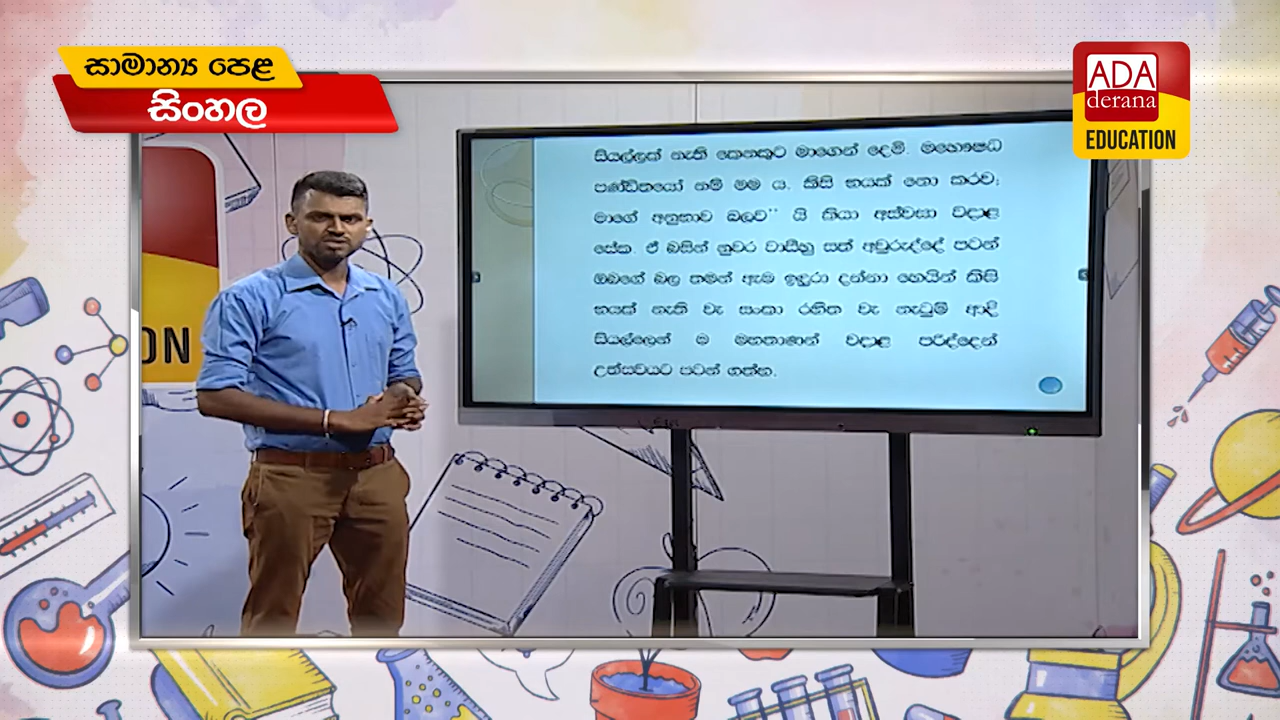 සාමාන්‍ය පෙළ
සිංහල
ADA
derana
EDUCATION
සියල්ලක් නැති කෙනකුට මාගෙන් දෙමි. මහෞෂධ
පණ්ඩිතයෝ නම් මම ය. කිසි භයක් නො කරව;
මාගේ අනුභාව බලව" යි කියා අස්වසා වදාළ
සේක. ඒ බසින් නුවර වාසීහු සත් අවුරුද්දේ පටන්
ඔබගේ බල තමන් ඇම ඉඳුරා දන්නා හෙයින් කිසි
භයක් නැති වැ සංකා රහිත වැ නැටුම් ආදි
සියල්ලෙන් ම මහතාණන් වදාළ පරිද්දෙන්
උත්සවයට පටන් ගත්හ.
ON